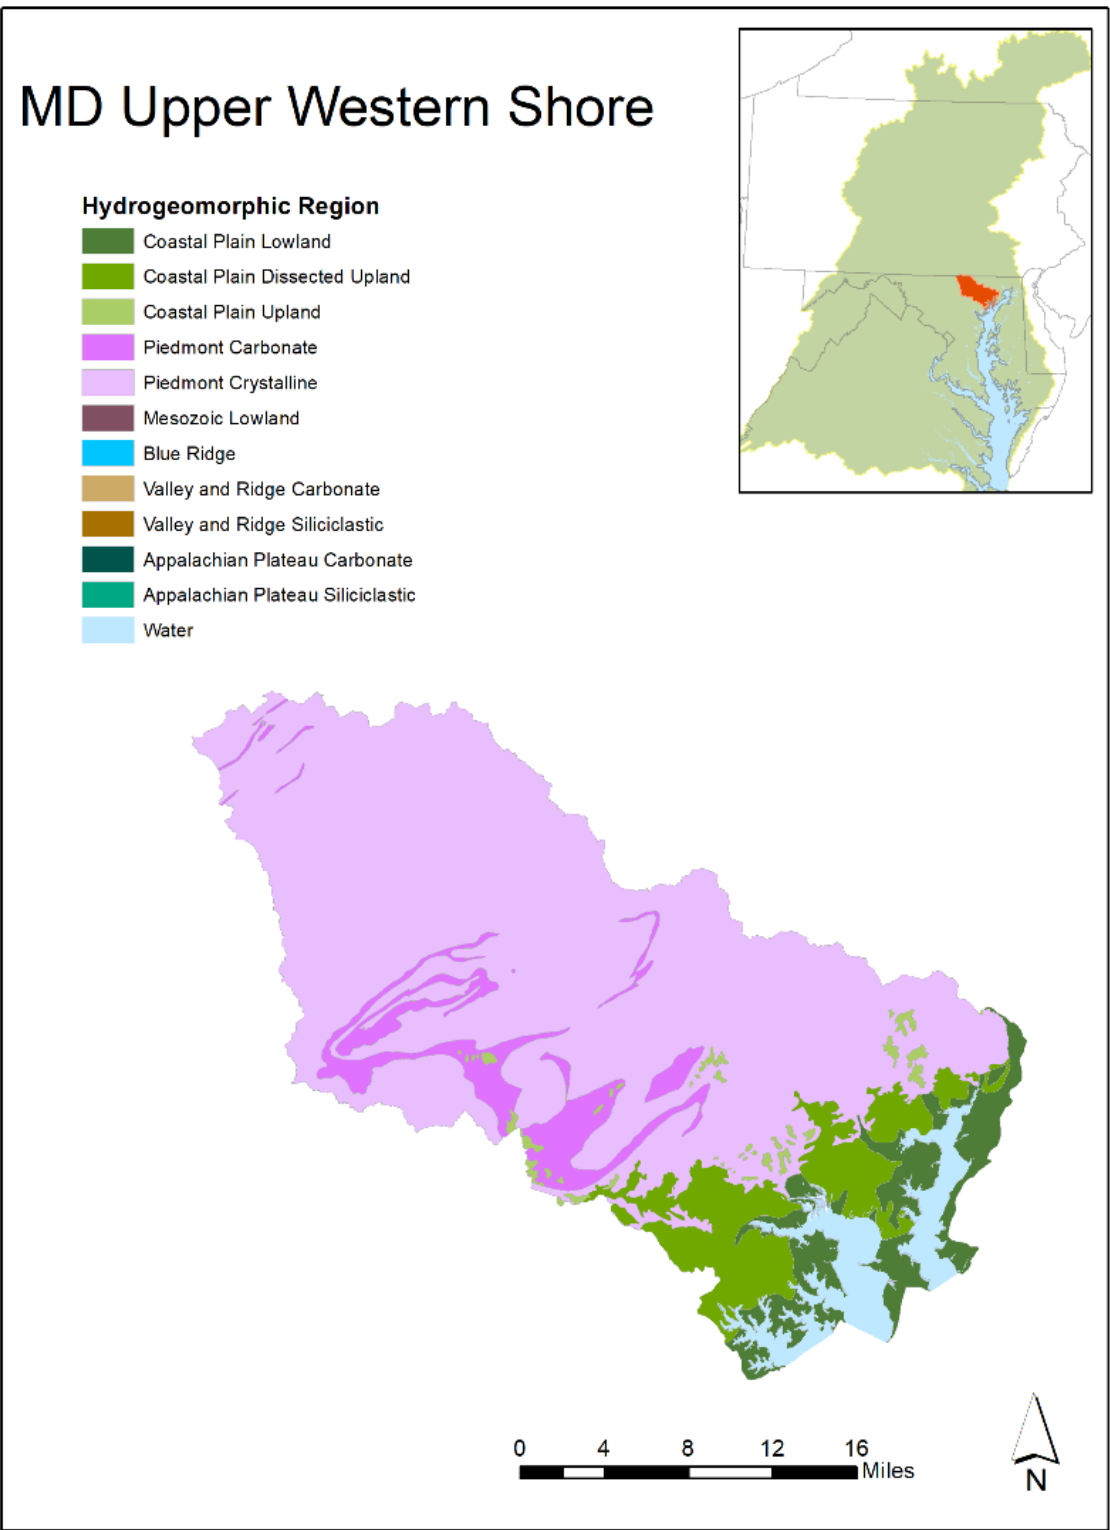 MD Upper Western Shore
Hydrogeomorphic Region
Coastal Plain Lowland
Coastal Plain Dissected Upland
Coastal Plain Upland
Piedmont Carbonate
Piedmont Crystalline
Mesozoic Lowland
Blue Ridge
Valley and Ridge Carbonate
Valley and Ridge Siliciclastic
Appalachian Plateau Carbonate
Appalachian Plateau Siliciclastic
Water
0 4 8 12 16
Miles
N